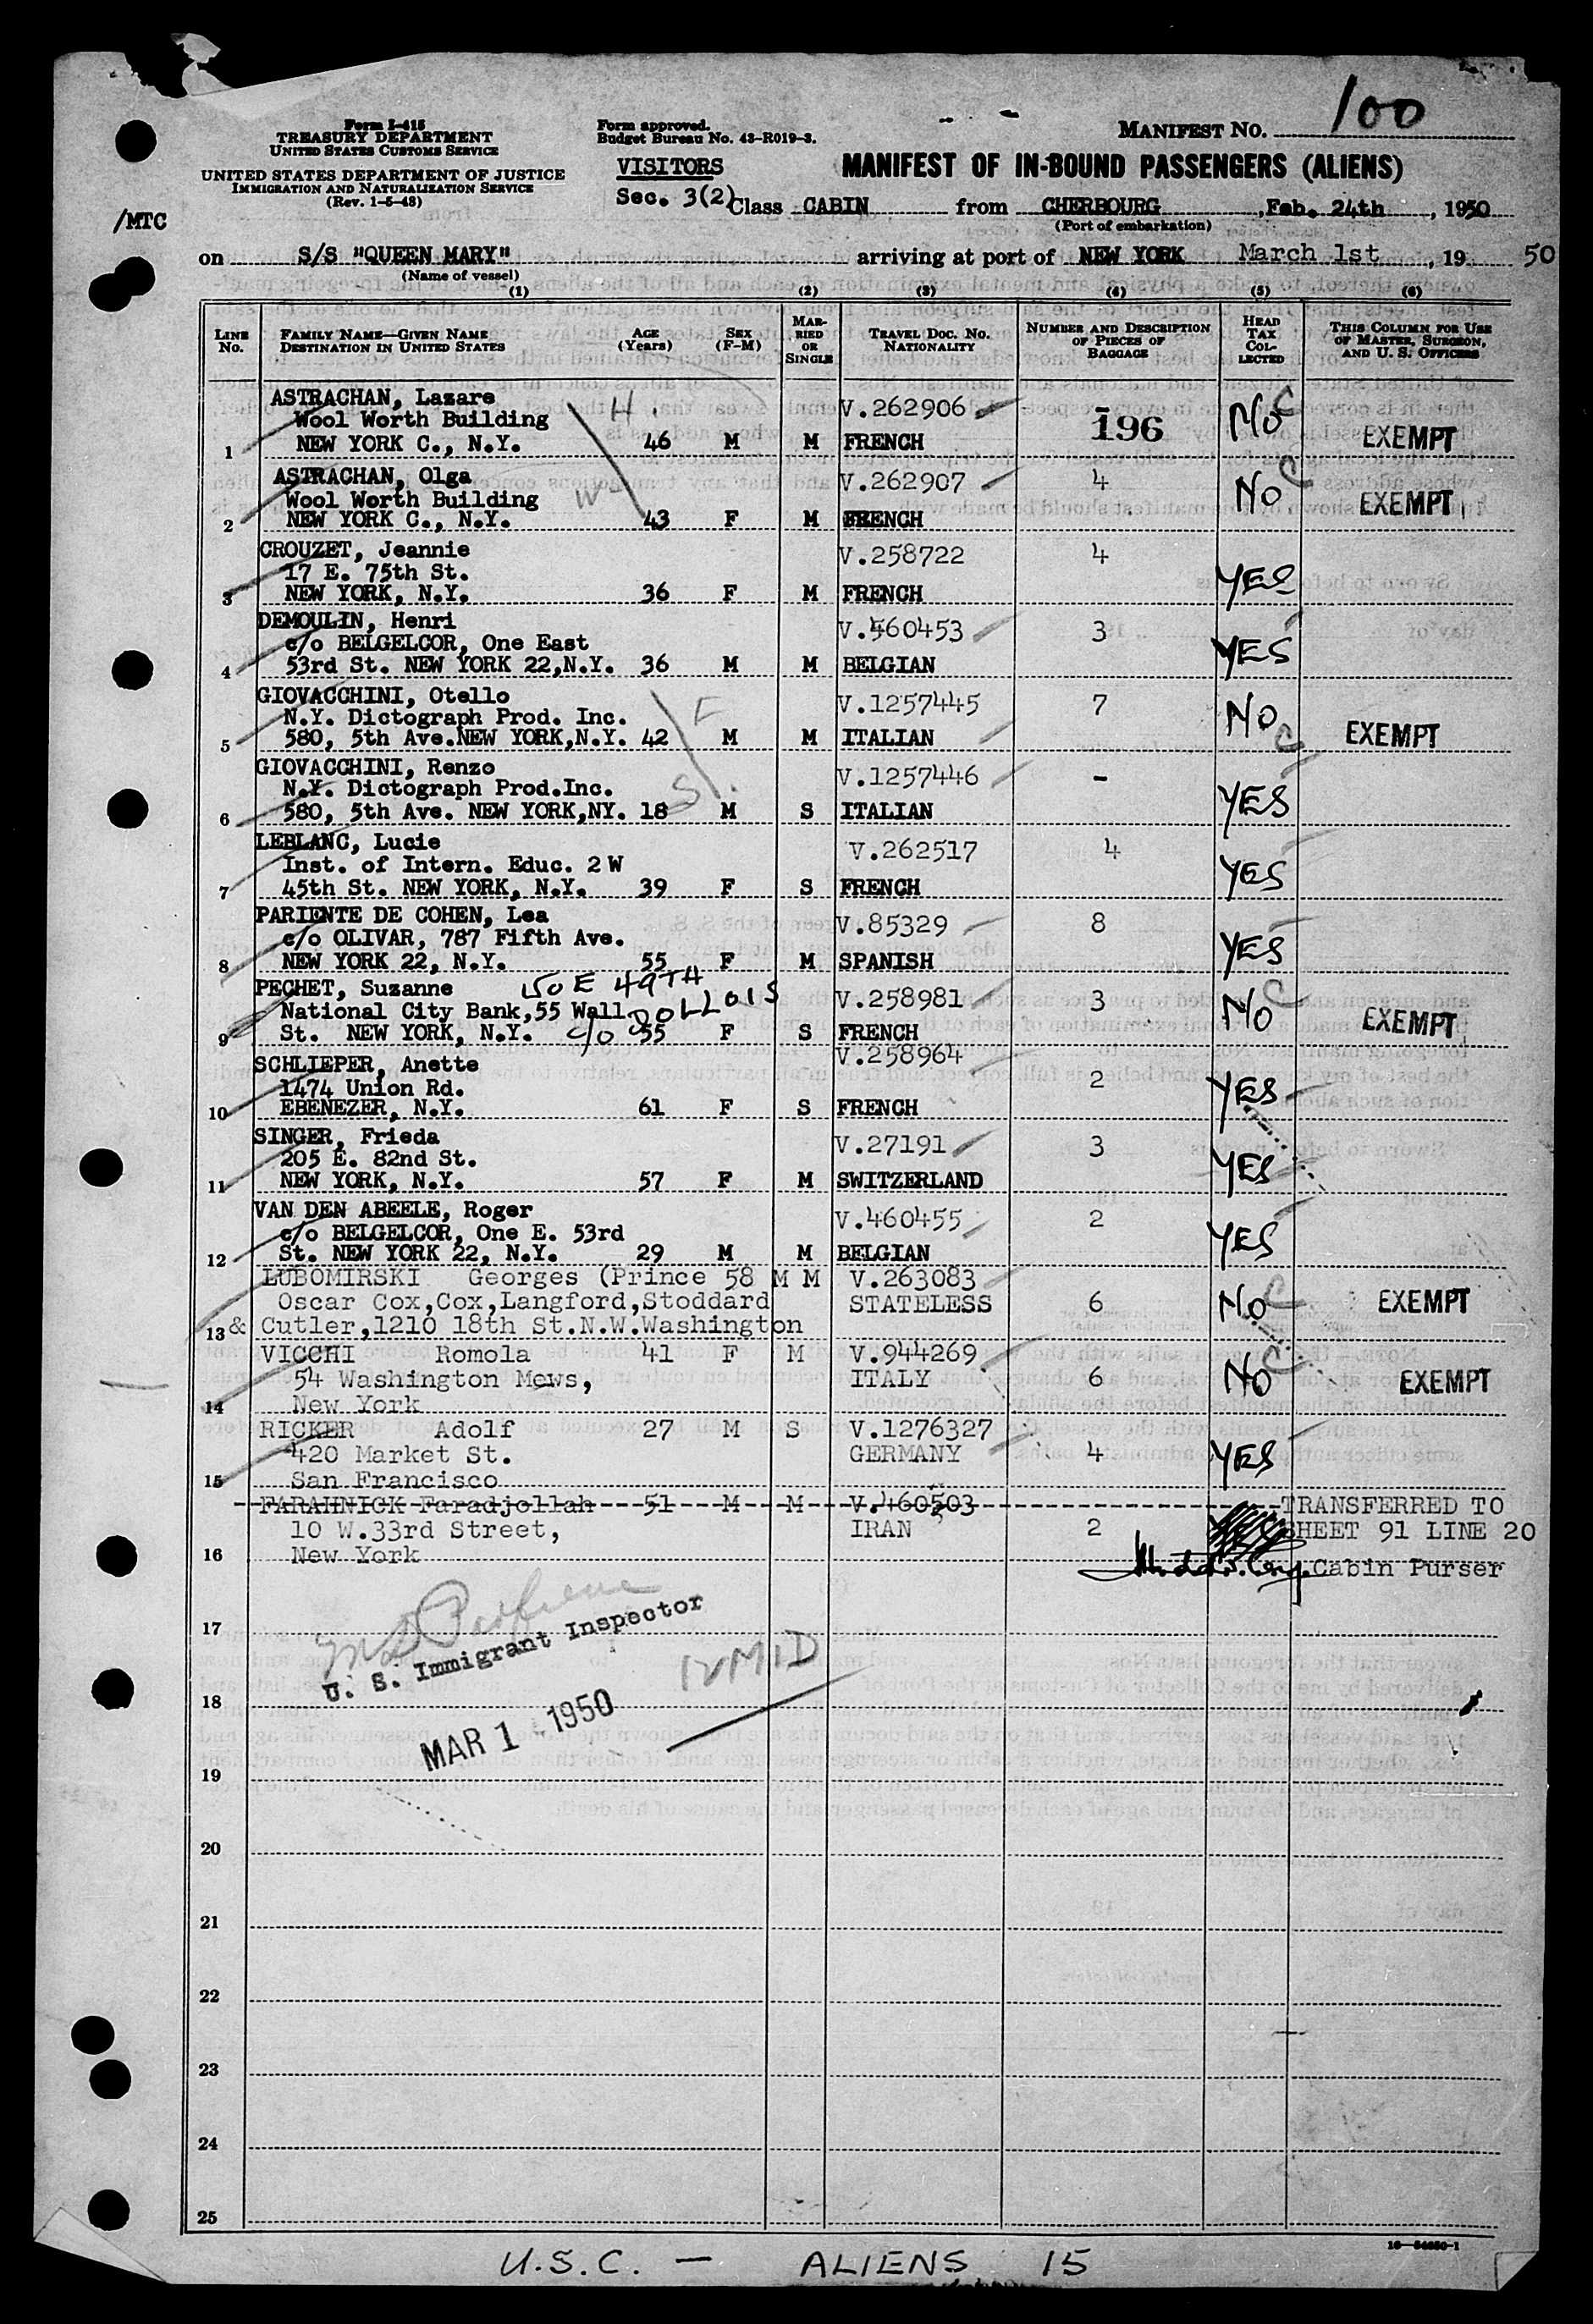 100
Form I-415
TREASURY DEPARTMENT
UNITED STATES CUSTOMS SERVICE
UNITED STATES DEPARTMENT OF JUSTICE
IMMIGRATION AND NATURALIZATION SERVICE
(Rev. 1-5-48)
Form approved.
Budget Bureau No. 43-R019-3.
MANIFEST No.
VISITORS
Sec. 3(2)
MANIFEST OF IN-BOUND PASSENGERS (ALIENS)
/MTC
Class CABIN from CHERBOURG, Feb. 24th, 1950
(Port of embarkation)
on S/S "QUEEN MARY" arriving at port of NEW YORK March 1st, 19 50
(Name of vessel)
(1) (2) (3) (4) (5) (6)
LINE No. FAMILY NAME—GIVEN NAME DESTINATION IN UNITED STATES AGE (Years) SEX (F-M) MARRIED OR SINGLE TRAVEL DOC. NO. NATIONALITY NUMBER AND DESCRIPTION OF PIECES OF BAGGAGE HEAD TAX COLLECTED THIS COLUMN FOR USE OF MASTER, SURGEON, AND U. S. OFFICERS
ASTRACHAN, Lazare H. V.262906 No C
Wool Worth Building 196
1 NEW YORK C., N.Y. 46 M M FRENCH EXEMPT
ASTRACHAN, Olga V.262907 4 No C
Wool Worth Building W EXEMPT
2 NEW YORK C., N.Y. 43 F M FRENCH
CROUZET, Jeannie V.258722 4
17 E. 75th St.
3 NEW YORK, N.Y. 36 F M FRENCH YES
DEMOULIN, Henri V.460453 3
c/o BELGELCOR, One East YES
4 53rd St. NEW YORK 22,N.Y. 36 M M BELGIAN
GIOVACCHINI, Otello V.1257445 7
N.Y. Dictograph Prod. Inc. F No C
5 580, 5th Ave.NEW YORK,N.Y. 42 M M ITALIAN EXEMPT
GIOVACCHINI, Renzo V.1257446 -
N.Y. Dictograph Prod.Inc. S. YES
6 580, 5th Ave. NEW YORK,NY. 18 M S ITALIAN
LEBLANC, Lucie V.262517 4
Inst. of Intern. Educ. 2 W YES
7 45th St. NEW YORK, N.Y. 39 F S FRENCH
PARIENTE DE COHEN, Lea V.85329 8
c/o OLIVAR, 787 Fifth Ave. YES
8 NEW YORK 22, N.Y. 55 F M SPANISH
PECHET, Suzanne 150 E 49TH V.258981 3 C
National City Bank,55 Wall DOLLOIS No EXEMPT
9 St. NEW YORK, N.Y. c/o 55 F S FRENCH
SCHLIEPER, Anette V.258964
1474 Union Rd. 2 YES
10 EBENEZER, N.Y. 61 F S FRENCH
SINGER, Frieda V.27191 3
205 E. 82nd St. YES
11 NEW YORK, N.Y. 57 F M SWITZERLAND
VAN DEN ABEELE, Roger V.460455 2
c/o BELGELCOR, One E. 53rd YES
12 St. NEW YORK 22, N.Y. 29 M M BELGIAN
LUBOMIRSKI Georges (Prince 58 M M V.263083
Oscar Cox,Cox,Langford,Stoddard STATELESS 6 No C EXEMPT
13 & Cutler,1210 18th St.N.W.Washington
VICCHI Romola 41 F M V.944269
54 Washington Mews, ITALY 6 No C EXEMPT
14 New York
RICKER Adolf 27 M S V.1276327
420 Market St. GERMANY 4 YES
15 San Francisco
FARAHNICK Faradjollah 51 M M V.460503 TRANSFERRED TO
10 W.33rd Street, IRAN 2 SHEET 91 LINE 20
16 New York Cabin Purser
17
U. S. Immigrant Inspector
18
MAR 1 - 1950
19
20
21
22
23
24
25
16—54650-1
U.S.C. — ALIENS 15